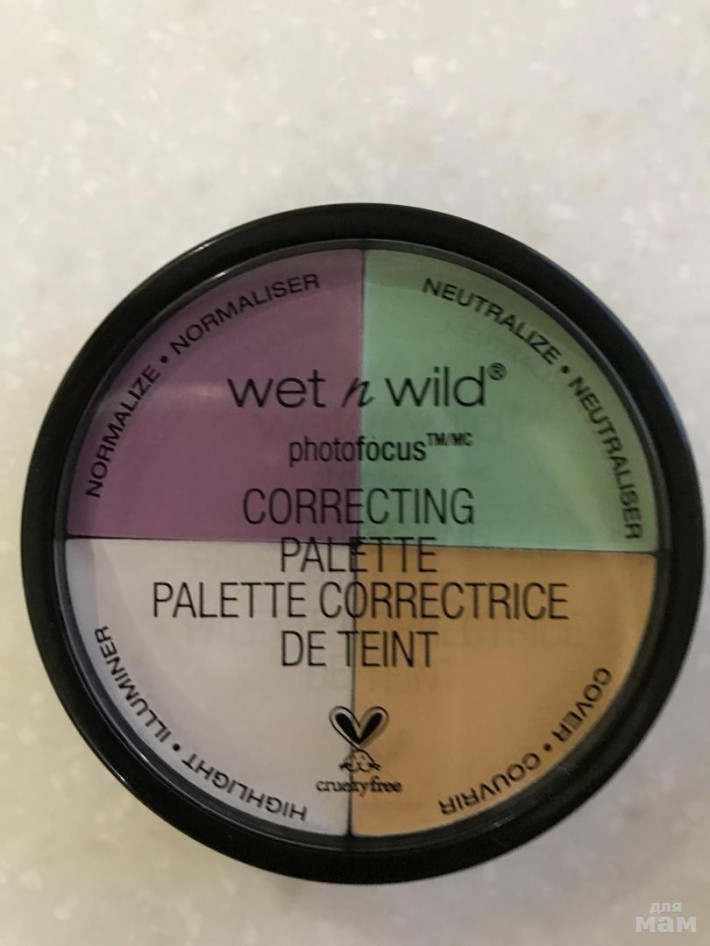 NORMALIZE • NORMALISER
NEUTRALIZE • NEUTRALISER
wet n wild®
photofocus™/MC
CORRECTING
PALETTE
PALETTE CORRECTRICE
DE TEINT
HIGHLIGHT • ILLUMINER
COVER • COUVRIR
crueltyfree
для
мам